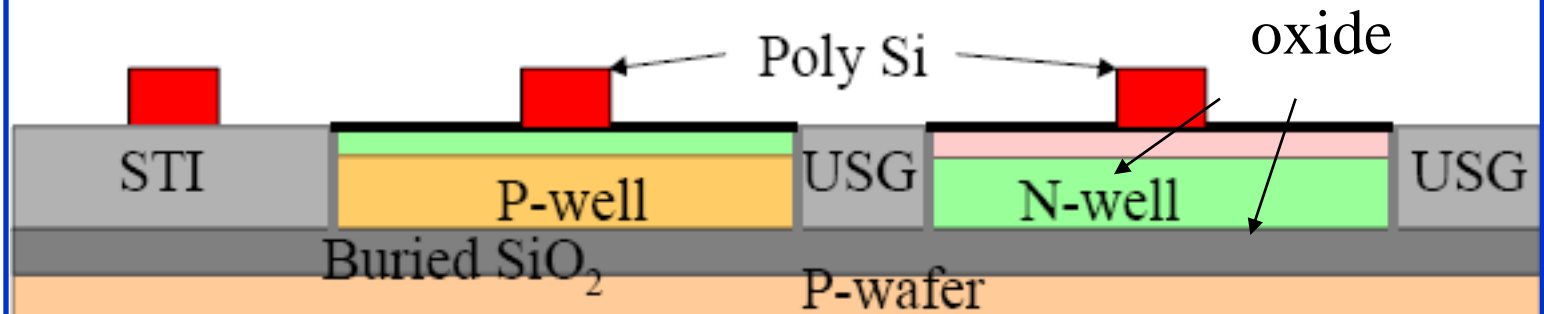 oxide
Poly Si
STI
P-well
USG
N-well
USG
Buried SiO₂
P-wafer